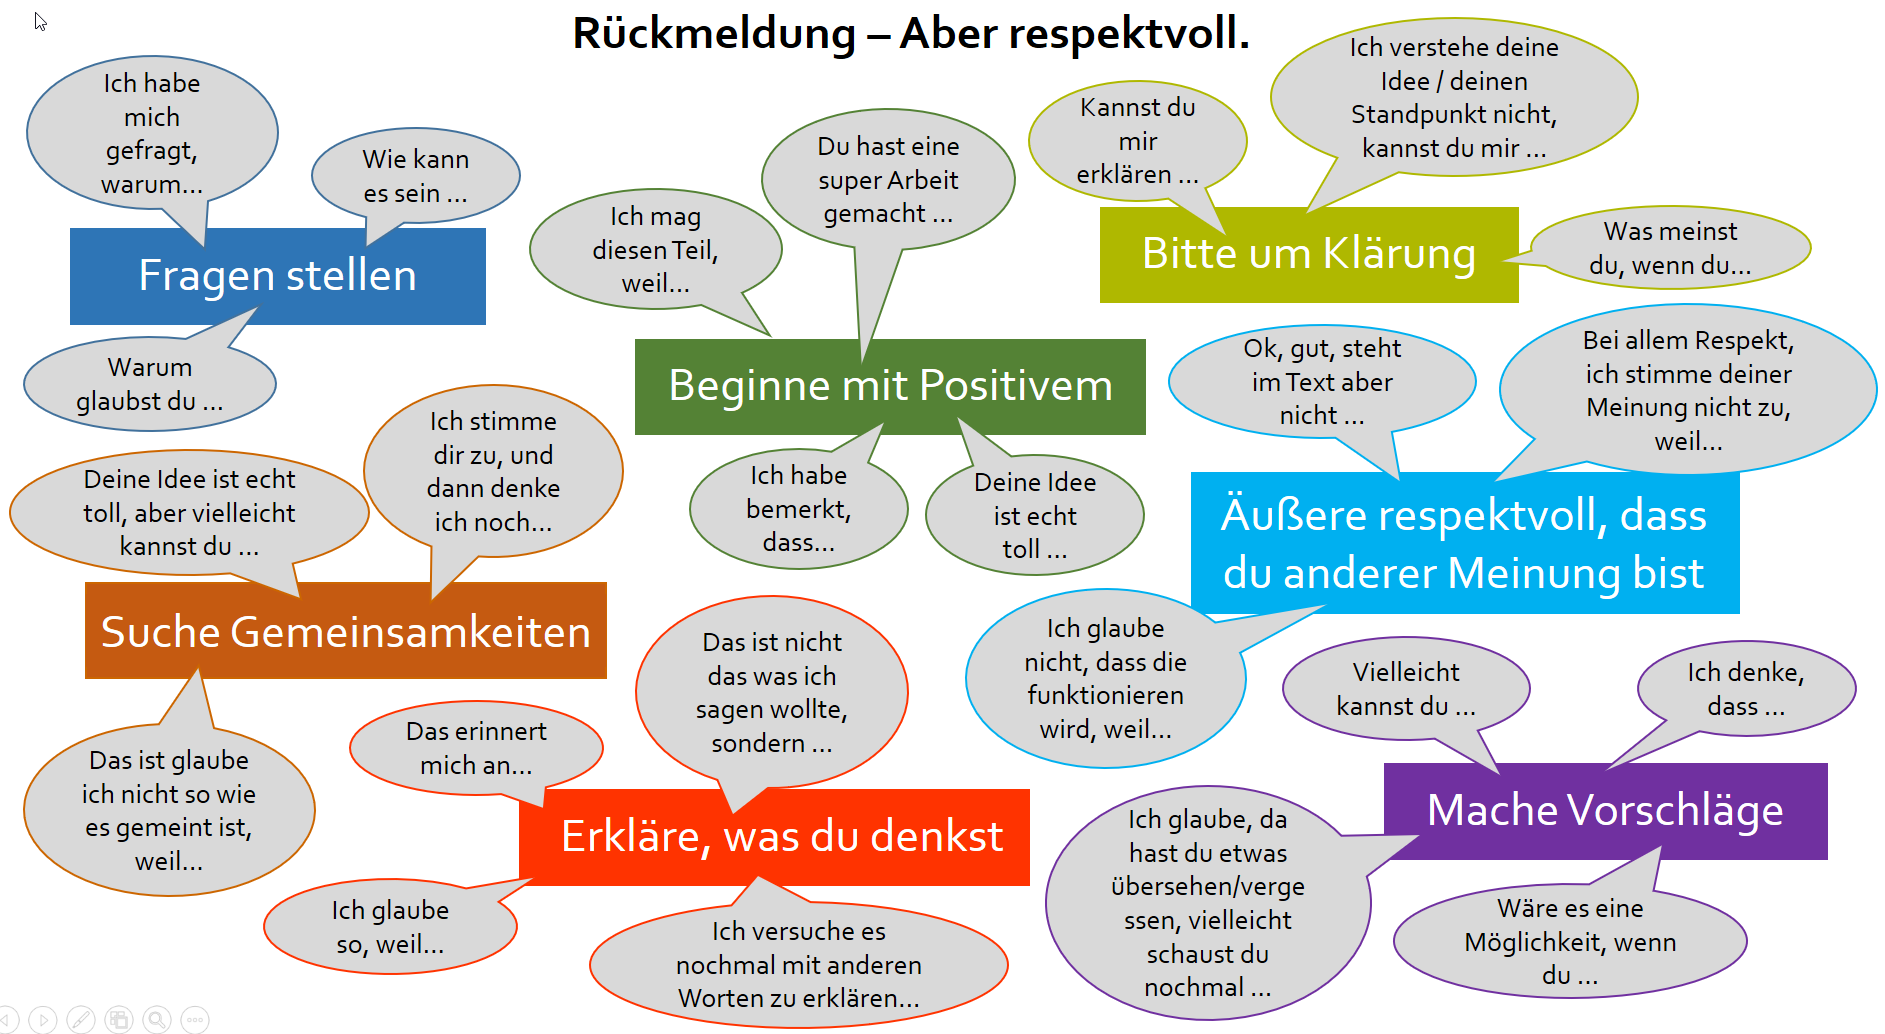 Rückmeldung – Aber respektvoll.
Ich habe
mich
gefragt,
warum...
Wie kann
es sein ...
Fragen stellen
Warum
glaubst du ...
Ich mag
diesen Teil,
weil...
Du hast eine
super Arbeit
gemacht ...
Beginne mit Positivem
Ich habe
bemerkt,
dass...
Deine Idee
ist echt
toll ...
Kannst du
mir
erklären ...
Ich verstehe deine
Idee / deinen
Standpunkt nicht,
kannst du mir ...
Bitte um Klärung
Was meinst
du, wenn du...
Ok, gut, steht
im Text aber
nicht ...
Bei allem Respekt,
ich stimme deiner
Meinung nicht zu,
weil...
Äußere respektvoll, dass
du anderer Meinung bist
Ich glaube
nicht, dass die
funktionieren
wird, weil...
Deine Idee ist echt
toll, aber vielleicht
kannst du ...
Ich stimme
dir zu, und
dann denke
ich noch...
Suche Gemeinsamkeiten
Das ist glaube
ich nicht so wie
es gemeint ist,
weil...
Das erinnert
mich an...
Das ist nicht
das was ich
sagen wollte,
sondern ...
Erkläre, was du denkst
Ich glaube
so, weil...
Ich versuche es
nochmal mit anderen
Worten zu erklären...
Vielleicht
kannst du ...
Ich denke,
dass ...
Mache Vorschläge
Ich glaube, da
hast du etwas
übersehen/verge
ssen, vielleicht
schaust du
nochmal ...
Wäre es eine
Möglichkeit, wenn
du ...